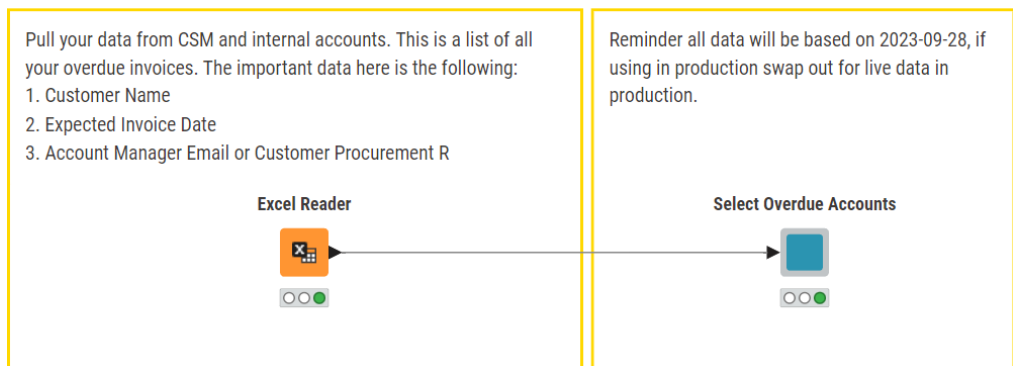 Pull your data from CSM and internal accounts. This is a list of all
your overdue invoices. The important data here is the following:
1. Customer Name
2. Expected Invoice Date
3. Account Manager Email or Customer Procurement R
Excel Reader
Reminder all data will be based on 2023-09-28, if
using in production swap out for live data in
production.
Select Overdue Accounts